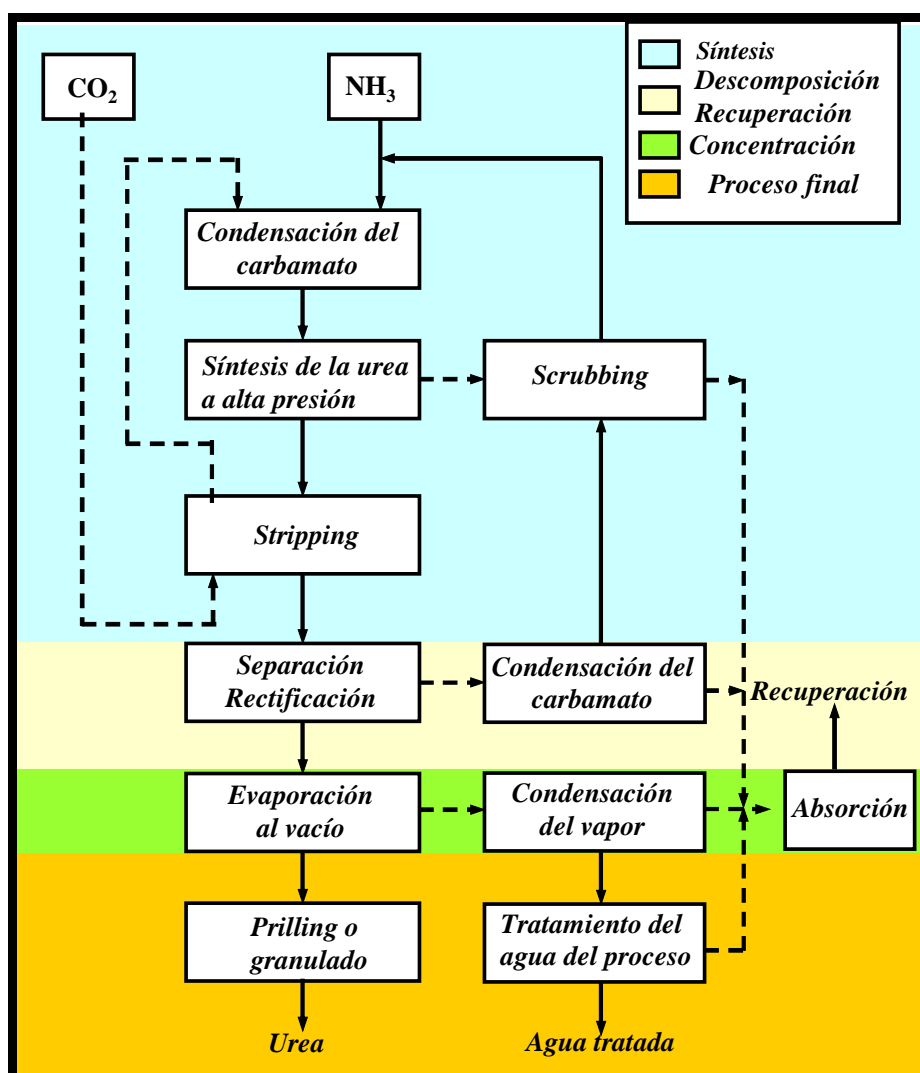 Síntesis
Descomposición
Recuperación
Concentración
Proceso final
CO₂
NH₃
Condensación del
carbamato
Síntesis de la urea
a alta presión
Scrubbing
Stripping
Separación
Rectificación
Condensación del
carbamato
Recuperación
Evaporación
al vacío
Condensación
del vapor
Absorción
Prilling o
granulado
Tratamiento del
agua del proceso
Urea
Agua tratada